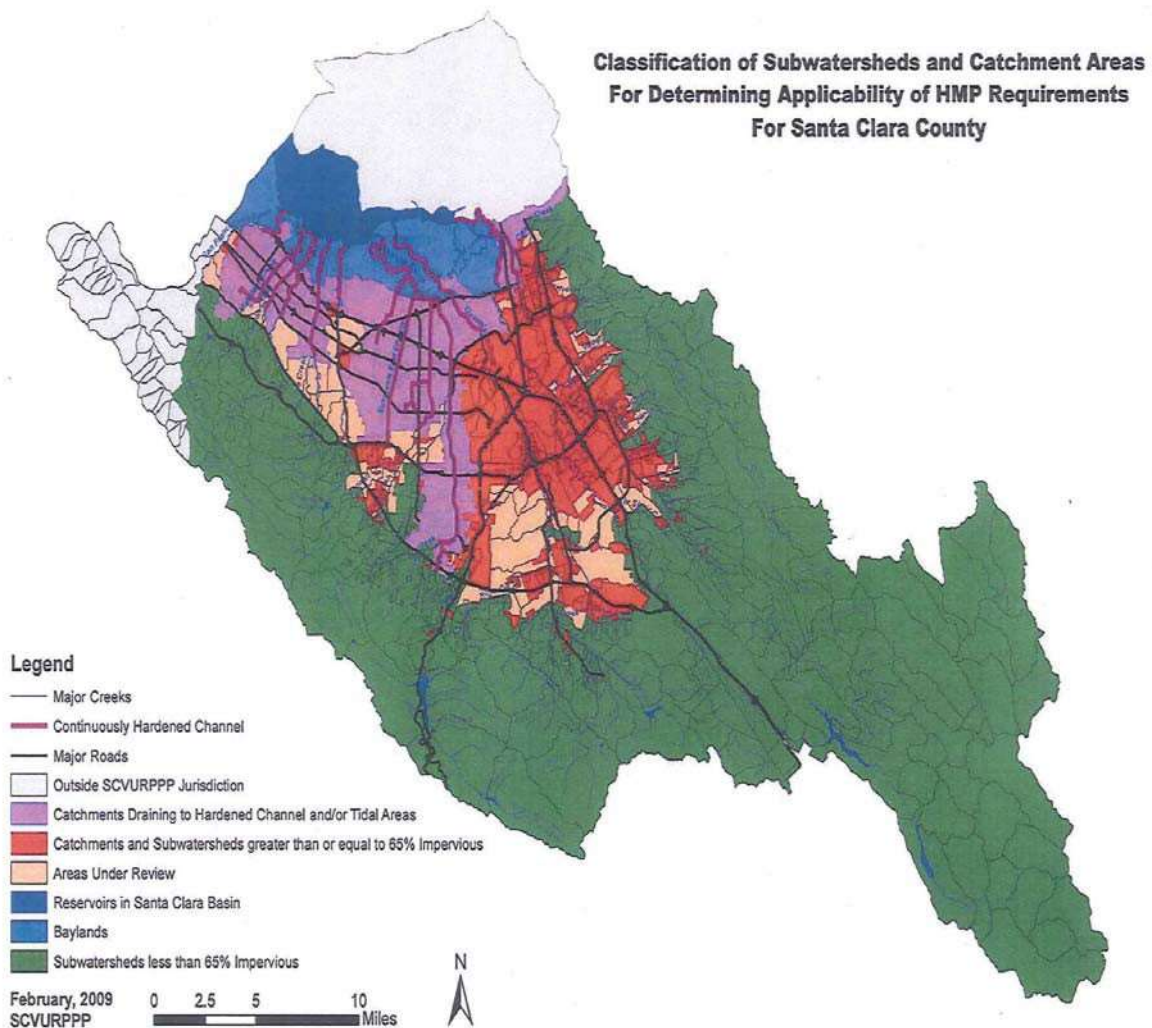 Classification of Subwatersheds and Catchment Areas
For Determining Applicability of HMP Requirements
For Santa Clara County
Legend
Major Creeks
Continuously Hardened Channel
Major Roads
Outside SCVURPPP Jurisdiction
Catchments Draining to Hardened Channel and/or Tidal Areas
Catchments and Subwatersheds greater than or equal to 65% Impervious
Areas Under Review
Reservoirs in Santa Clara Basin
Baylands
Subwatersheds less than 65% Impervious
February, 2009
SCVURPPP
0 2.5 5 10
Miles
N